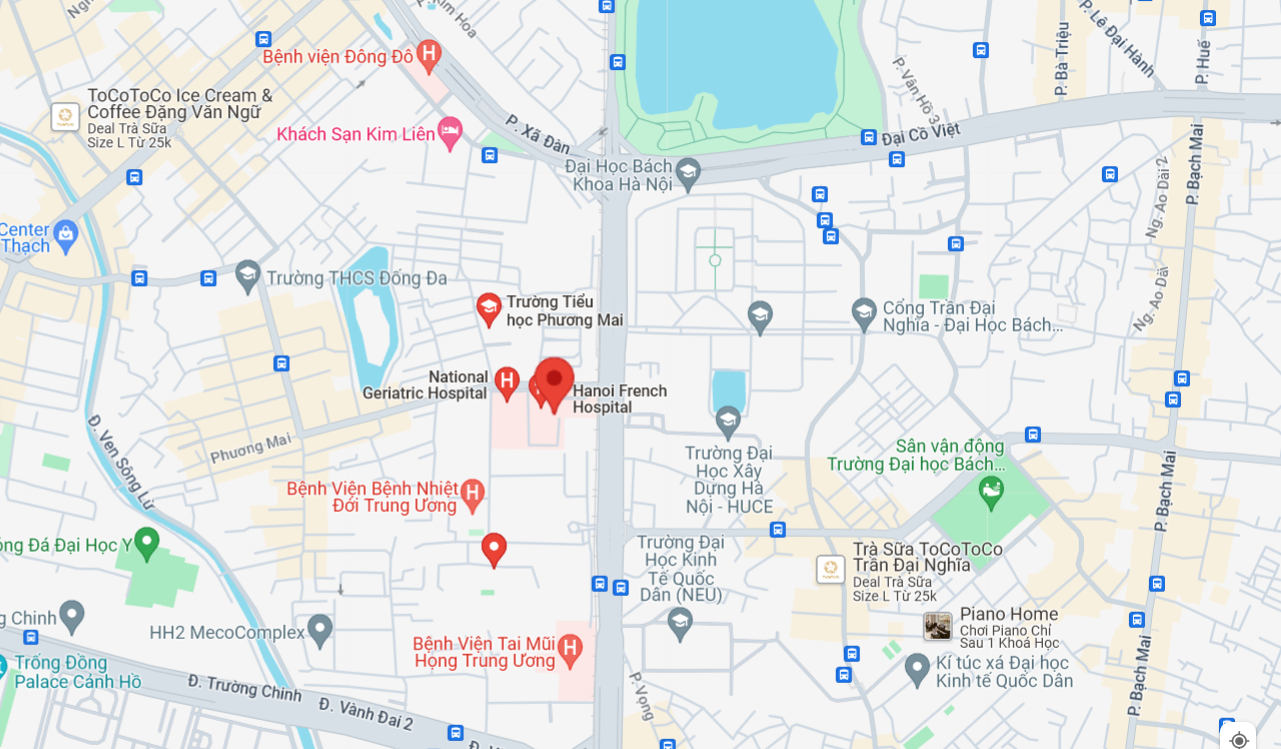 P. Kim Hoa
P. Lê Đại Hành
P. Bà Triệu
P. Huế
P. Vân Hồ 3
Bệnh viện Đông Đô
ToCoToCo Ice Cream &
Coffee Đặng Văn Ngữ
Deal Trà Sữa
Size L Từ 25k
Khách Sạn Kim Liên
P. Xã Đàn
Đại Cồ Việt
P. Bạch Mai
Đại Học Bách
Khoa Hà Nội
Ng. Ao Dài 2
Center
Thạch
Trường THCS Đống Đa
Ng. Ao Dài
Trường Tiểu
học Phương Mai
Cổng Trần Đại
Nghĩa - Đại Học Bách...
National
Geriatric Hospital
Hanoi French
Hospital
Đ. Ven Sông Lừ
Phương Mai
Trường Đại
Học Xây
Dựng Hà
Nội - HUCE
Sân vận động
Trường Đại học Bách...
P. Bạch Mai
Bệnh Viện Bệnh Nhiệt
Đới Trung Ương
óng Đá Đại Học Y
Trường Đại
Học Kinh
Tế Quốc
Dân (NEU)
Trà Sữa ToCoToCo
Trần Đại Nghĩa
Deal Trà Sữa
Size L Từ 25k
g Chinh
HH2 MecoComplex
Piano Home
Chơi Piano Chỉ
Sau 1 Khoá Học
Bệnh Viện Tai Mũi
Họng Trung Ương
Trống Đồng
Palace Cảnh Hồ
Kí túc xá Đại học
Kinh tế Quốc Dân
P. Bạch Mai
Đ. Trường Chinh
Đ. Vành Đai 2
P. Vọng